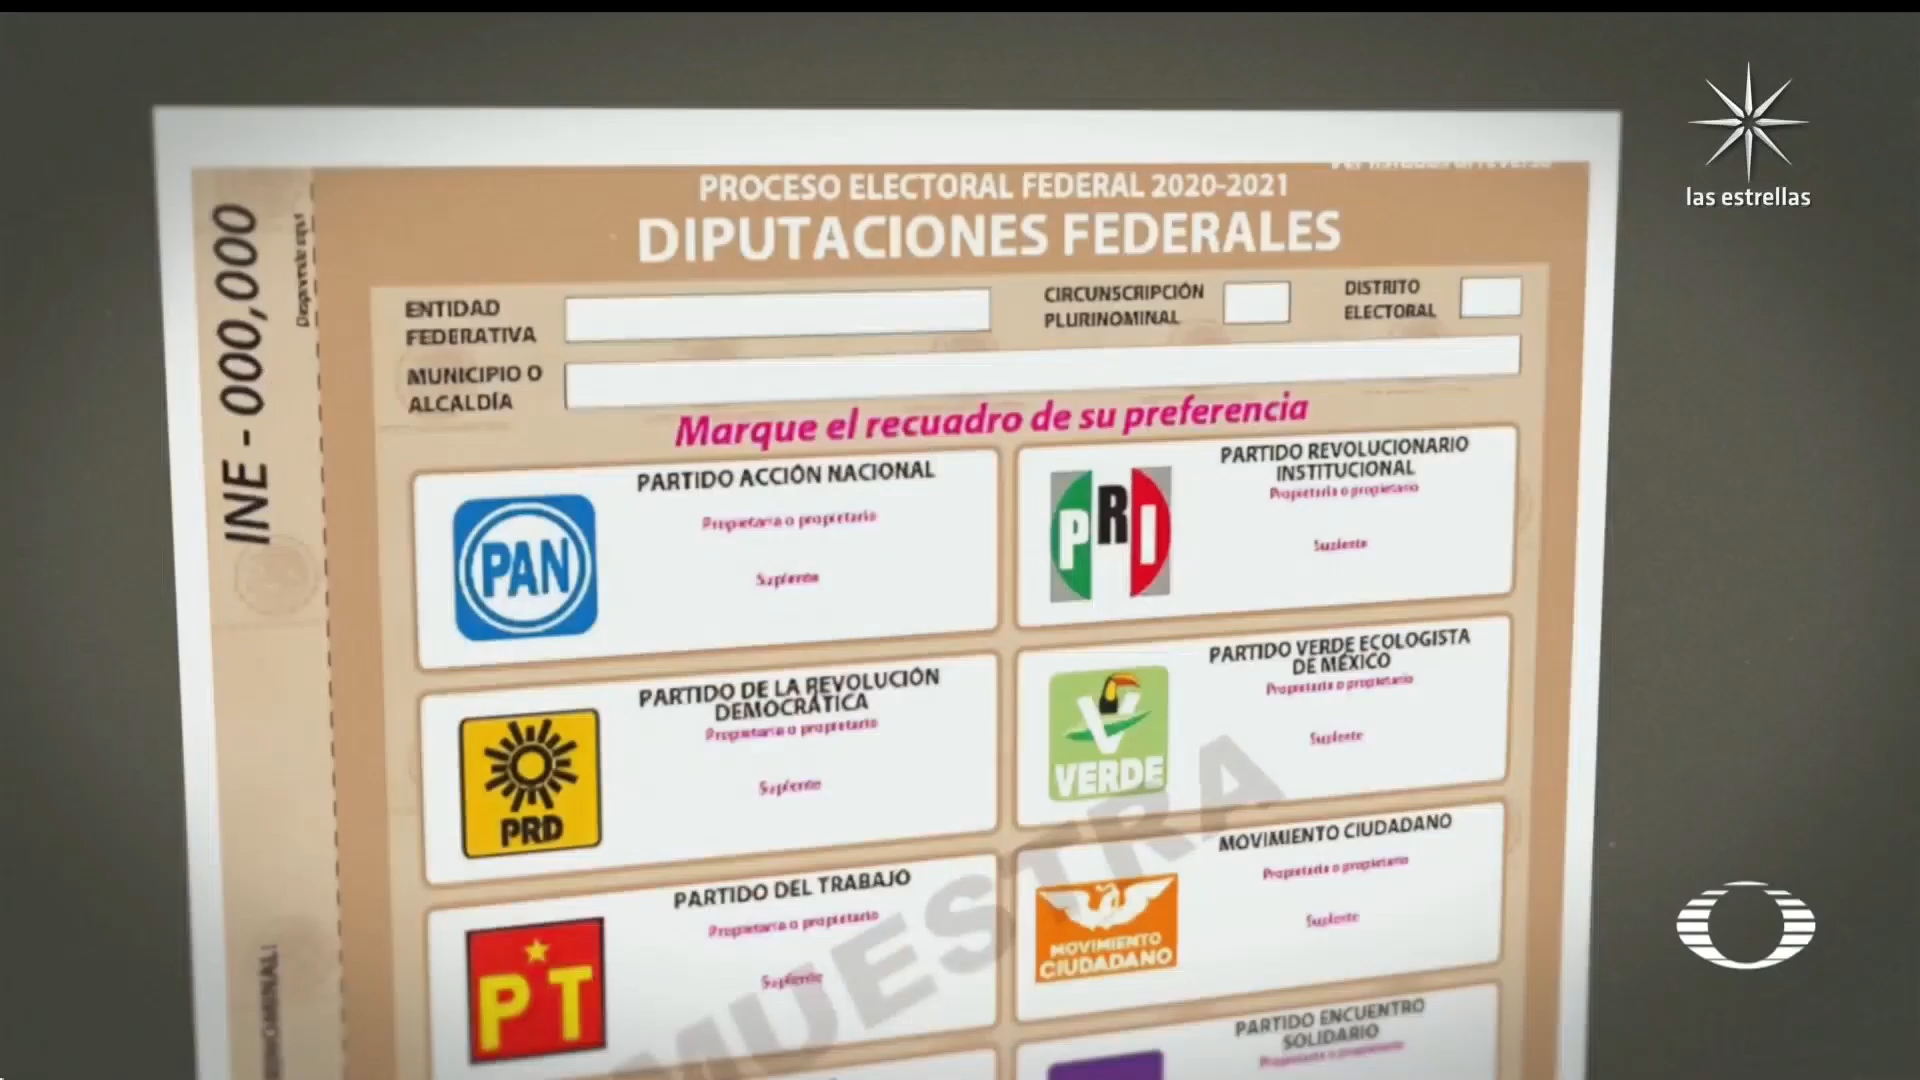 las estrellas
PROCESO ELECTORAL FEDERAL 2020-2021
DIPUTACIONES FEDERALES
INE - 000,000
Desprenda aquí
ENTIDAD
FEDERATIVA
CIRCUNSCRIPCIÓN
PLURINOMINAL
DISTRITO
ELECTORAL
MUNICIPIO O
ALCALDÍA
Marque el recuadro de su preferencia
PARTIDO ACCIÓN NACIONAL
Propietaria o propietario
Suplente
PAN
PARTIDO REVOLUCIONARIO
INSTITUCIONAL
Propietaria o propietario
Suplente
PRI
PARTIDO DE LA REVOLUCIÓN
DEMOCRÁTICA
Propietaria o propietario
Suplente
PRD
PARTIDO VERDE ECOLOGISTA
DE MÉXICO
Propietaria o propietario
Suplente
V
VERDE
PARTIDO DEL TRABAJO
Propietaria o propietario
Suplente
PT
MOVIMIENTO CIUDADANO
Propietaria o propietario
Suplente
MOVIMIENTO
CIUDADANO
PARTIDO ENCUENTRO
SOLIDARIO
Propietaria o propietario
MUESTRA